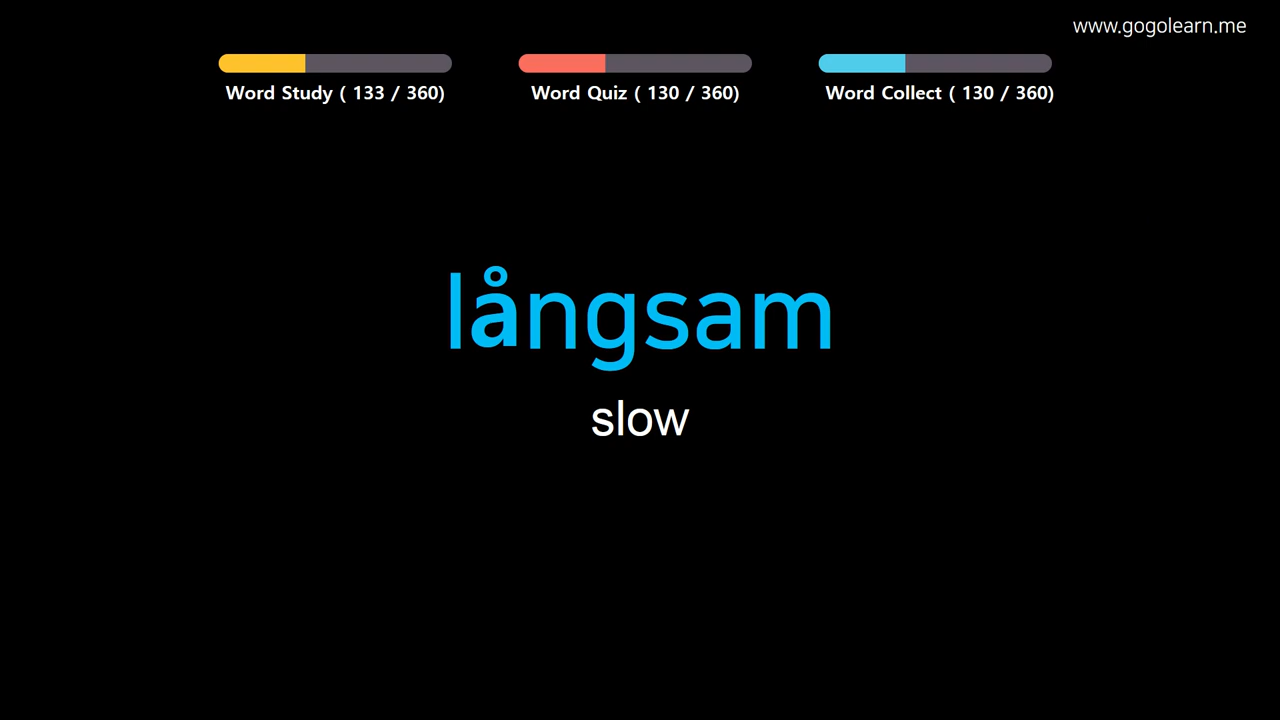 www.gogolearn.me
Word Study ( 133 / 360)
Word Quiz ( 130 / 360)
Word Collect ( 130 / 360)
långsam
slow